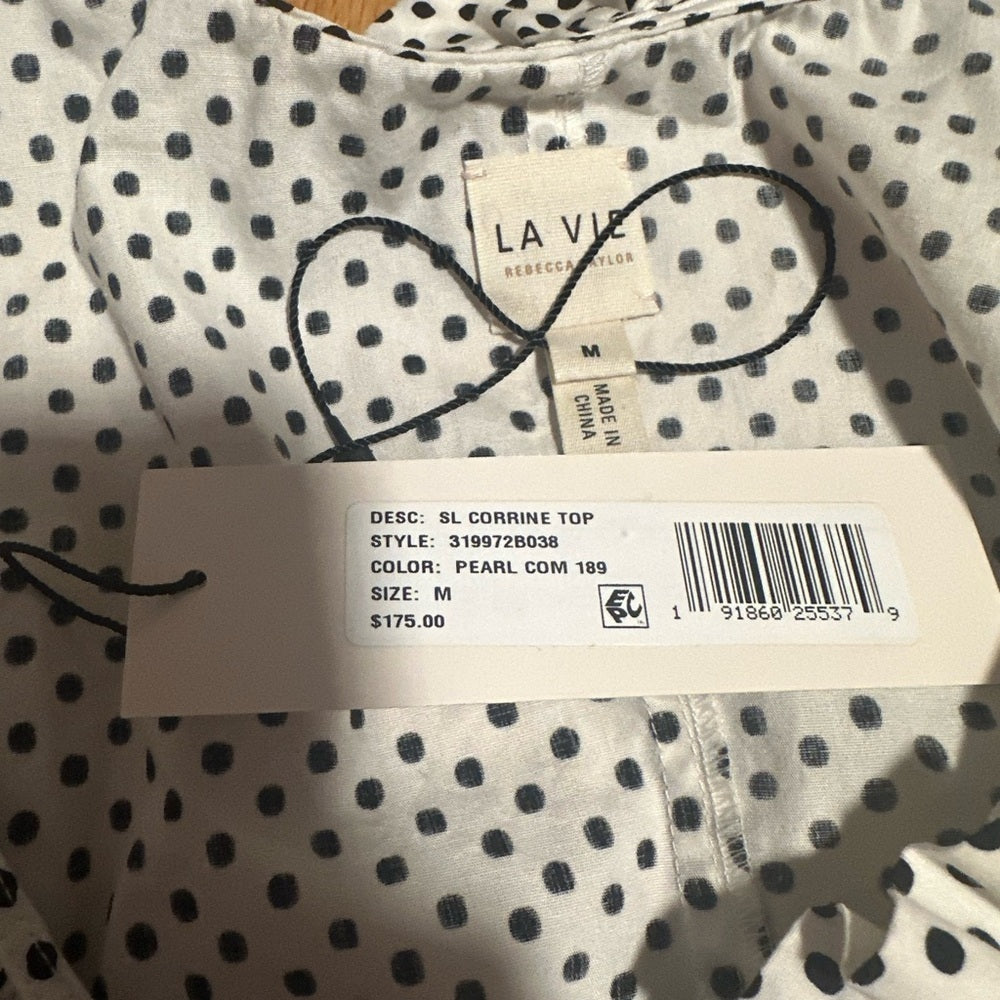 LA VIE
REBECCA TAYLOR
M
MADE IN
CHINA
DESC: SL CORRINE TOP
STYLE: 319972B038
COLOR: PEARL COM 189
SIZE: M
$175.00
EPC
1 91860 25537 9